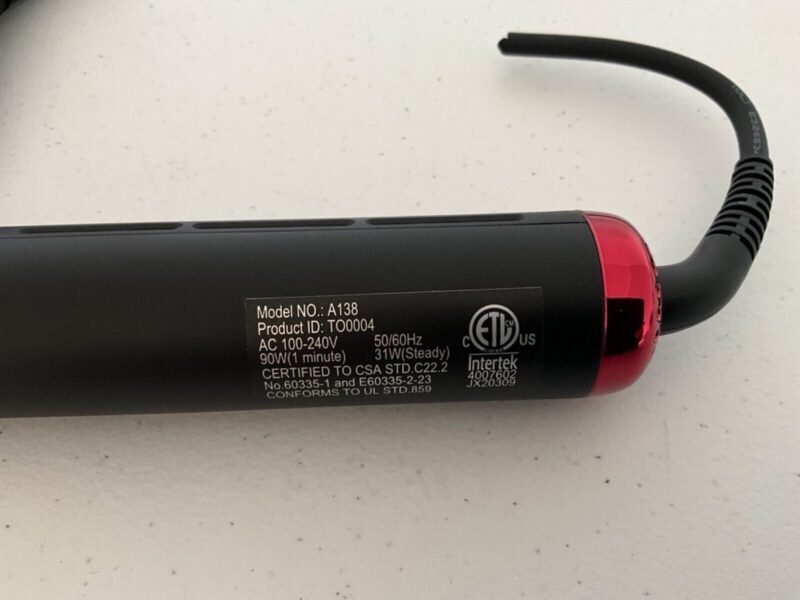 Model NO.: A138
Product ID: TO0004
AC 100-240V 50/60Hz
90W(1 minute) 31W(Steady)
CERTIFIED TO CSA STD.C22.2
No.60335-1 and E60335-2-23
CONFORMS TO UL STD.859
ETL CM
C US
Intertek
4007602
JX20309